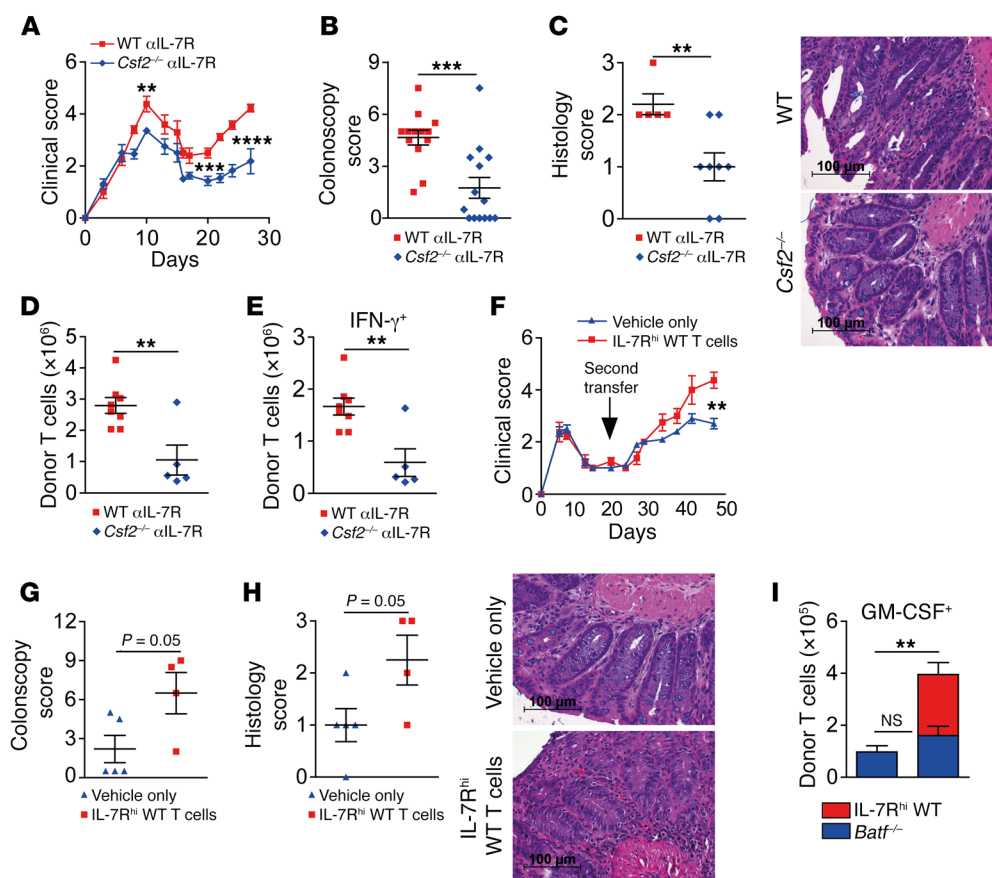 A
WT αIL-7R
Csf2–/– αIL-7R
Clinical score
6
4
2
0
**
***
****
0 10 20 30
Days
B
Colonoscopy score
9
6
3
0
***
WT αIL-7R
Csf2–/– αIL-7R
C
Histology score
4
3
2
1
0
**
WT αIL-7R
Csf2–/– αIL-7R
WT
100 µm
Csf2–/–
100 µm
D
Donor T cells (×10⁶)
5
4
3
2
1
0
**
WT αIL-7R
Csf2–/– αIL-7R
E
IFN-γ⁺
Donor T cells (×10⁶)
3
2
1
0
**
WT αIL-7R
Csf2–/– αIL-7R
F
Vehicle only
IL-7Rʰⁱ WT T cells
Clinical score
6
4
2
0
Second transfer
**
0 10 20 30 40 50
Days
G
Colonscopy score
12
9
6
3
0
P = 0.05
Vehicle only
IL-7Rʰⁱ WT T cells
H
Histology score
3
2
1
0
P = 0.05
Vehicle only
IL-7Rʰⁱ WT T cells
Vehicle only
100 µm
IL-7Rʰⁱ WT T cells
100 µm
I
GM-CSF⁺
Donor T cells (×10⁵)
6
4
2
0
**
NS
IL-7Rʰⁱ WT
Batf–/–